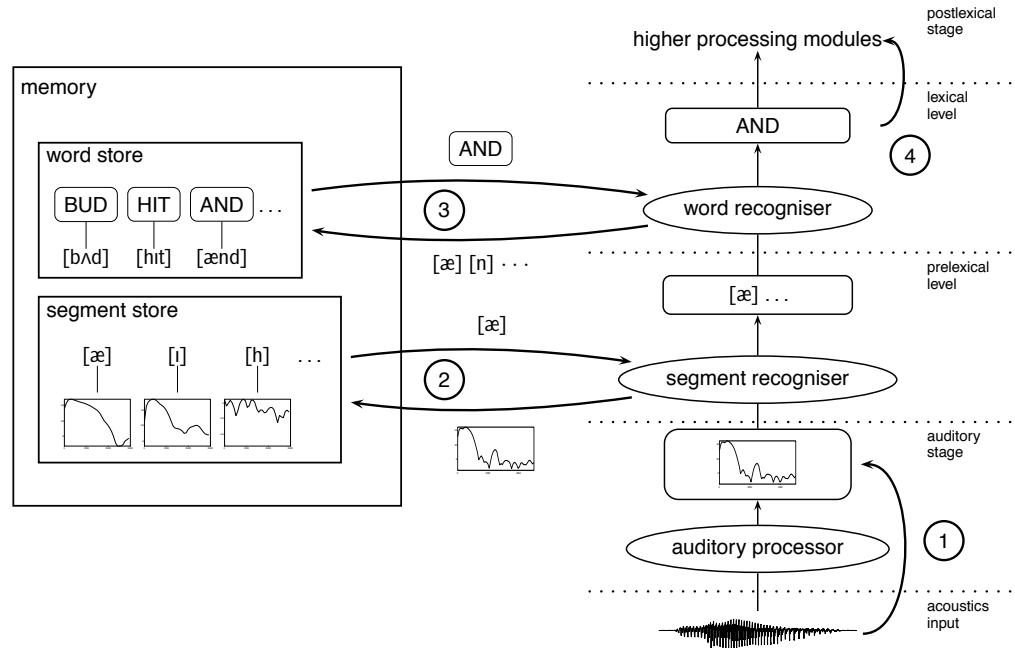 postlexical
stage
higher processing modules
memory
lexical
level
AND
word store
AND
4
BUD HIT AND ...
3
word recogniser
[bʌd] [hɪt] [ænd]
[æ] [n] ...
prelexical
level
[æ] ...
segment store
[æ]
[æ] [ɪ] [h] ...
2
segment recogniser
auditory
stage
auditory processor
1
acoustics
input